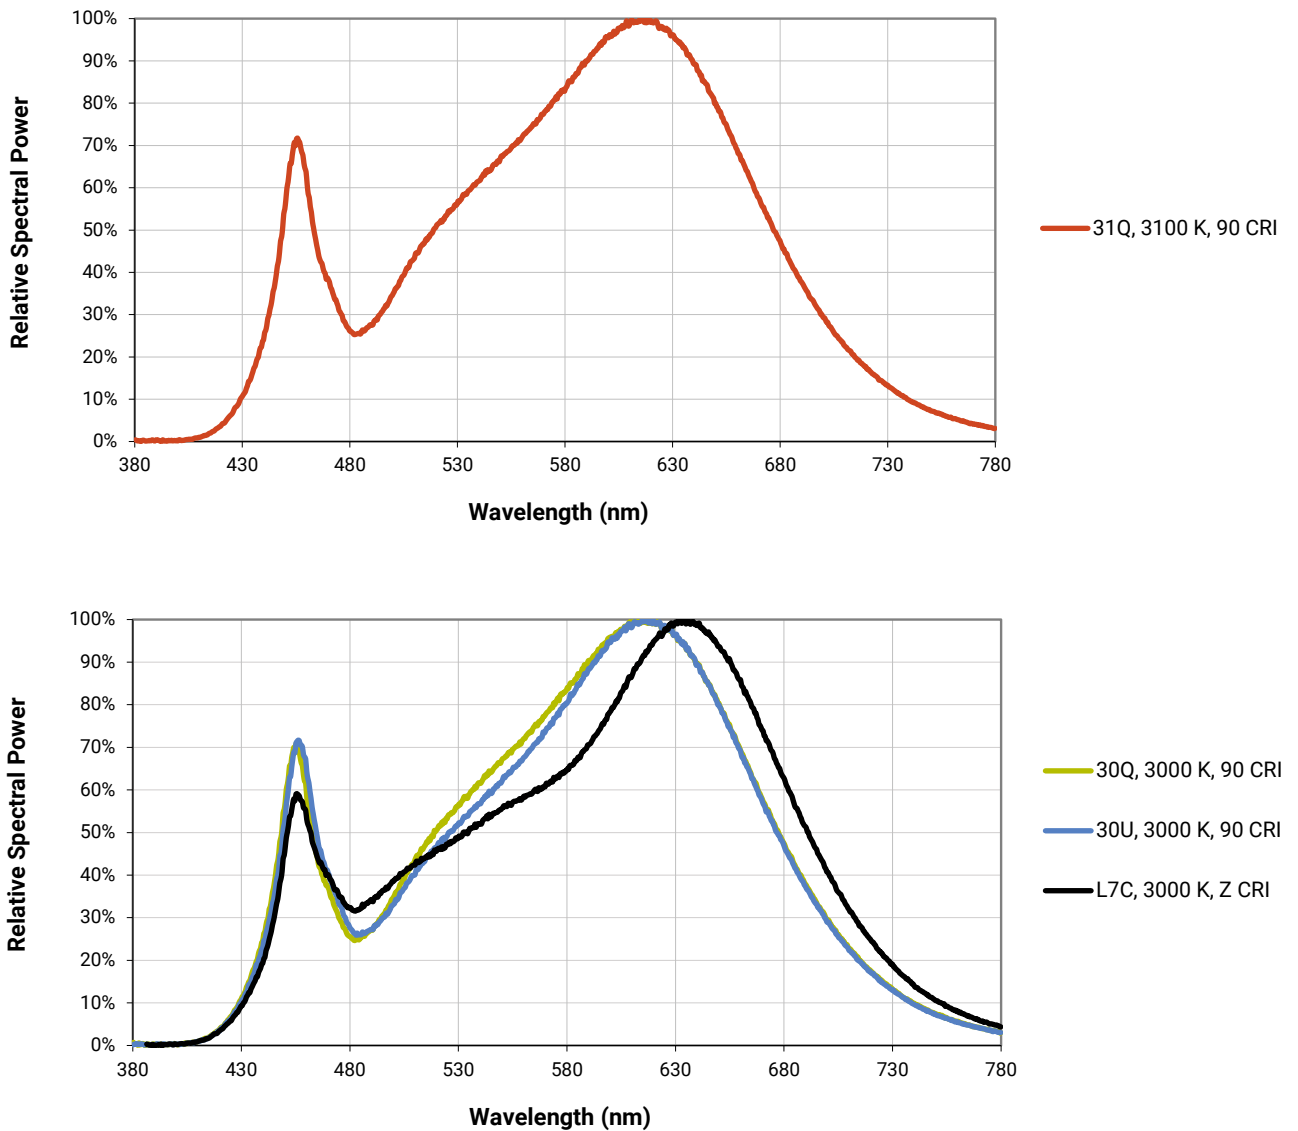 Relative Spectral Power
100%
90%
80%
70%
60%
50%
40%
30%
20%
10%
0%
380 430 480 530 580 630 680 730 780
Wavelength (nm)
31Q, 3100 K, 90 CRI
Relative Spectral Power
100%
90%
80%
70%
60%
50%
40%
30%
20%
10%
0%
380 430 480 530 580 630 680 730 780
Wavelength (nm)
30Q, 3000 K, 90 CRI
30U, 3000 K, 90 CRI
L7C, 3000 K, Z CRI